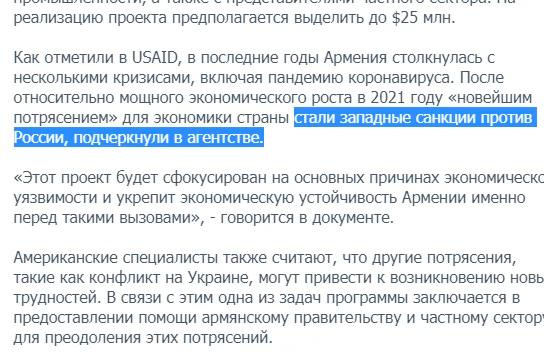 промышленности, а также с представителями частного сектора. На
реализацию проекта предполагается выделить до $25 млн.
Как отметили в USAID, в последние годы Армения столкнулась с
несколькими кризисами, включая пандемию коронавируса. После
относительно мощного экономического роста в 2021 году «новейшим
потрясением» для экономики страны стали западные санкции против
России, подчеркнули в агентстве.
«Этот проект будет сфокусирован на основных причинах экономическо
уязвимости и укрепит экономическую устойчивость Армении именно
перед такими вызовами», - говорится в документе.
Американские специалисты также считают, что другие потрясения,
такие как конфликт на Украине, могут привести к возникновению новы
трудностей. В связи с этим одна из задач программы заключается в
предоставлении помощи армянскому правительству и частному сектору
для преодоления этих потрясений.